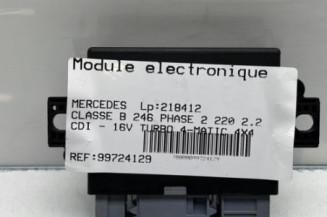 Module electronique
MERCEDES Lp:218412
CLASSE B 246 PHASE 2 220 2.2
CDI - 16V TURBO 4-MATIC 4X4
REF:99724129